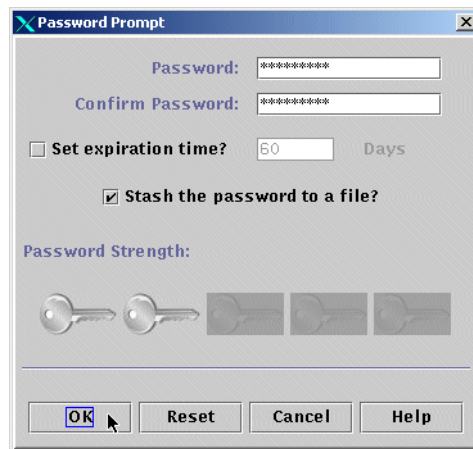 Password Prompt
Password: *********
Confirm Password: *********
Set expiration time? 60 Days
Stash the password to a file?
Password Strength:
OK Reset Cancel Help